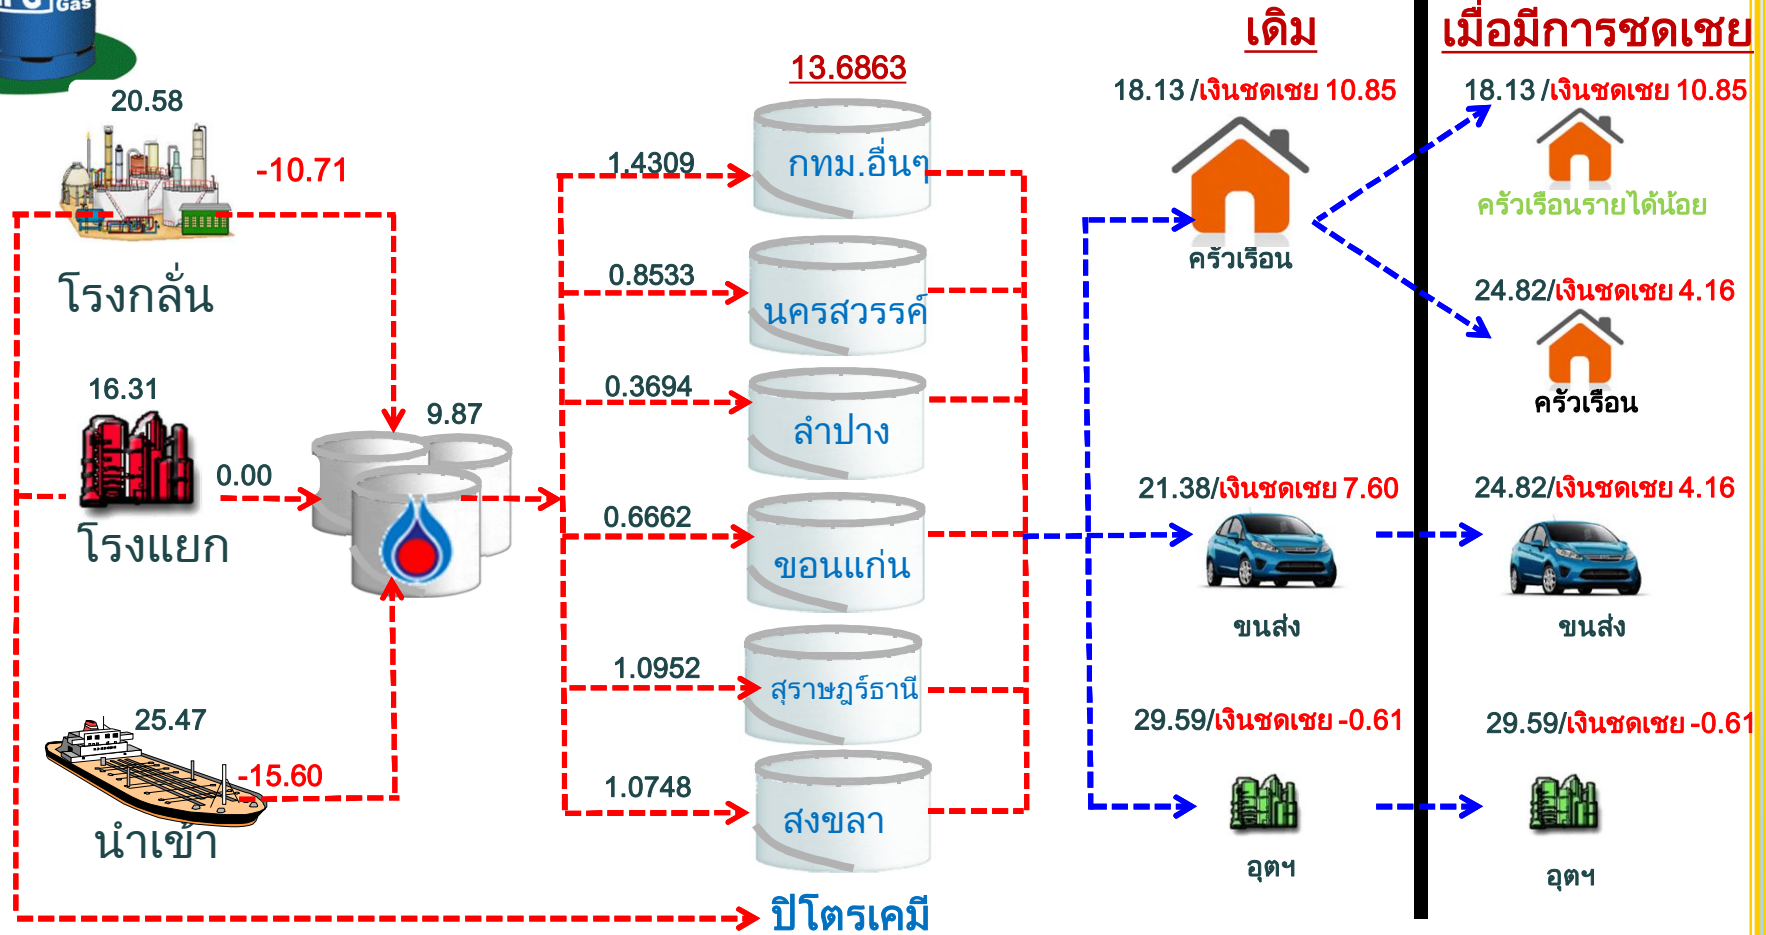 Gas
เดิม
เมื่อมีการชดเชย
13.6863
20.58
18.13 /เงินชดเชย 10.85
18.13 /เงินชดเชย 10.85
-10.71
1.4309
กทม.อื่นๆ
ครัวเรือนรายได้น้อย
ครัวเรือน
โรงกลั่น
0.8533
นครสวรรค์
24.82/เงินชดเชย 4.16
ครัวเรือน
16.31
9.87
0.3694
ลำปาง
0.00
โรงแยก
0.6662
ขอนแก่น
21.38/เงินชดเชย 7.60
24.82/เงินชดเชย 4.16
ขนส่ง
ขนส่ง
1.0952
สุราษฎร์ธานี
25.47
-15.60
นำเข้า
29.59/เงินชดเชย -0.61
29.59/เงินชดเชย -0.61
1.0748
สงขลา
อุตฯ
อุตฯ
ปิโตรเคมี